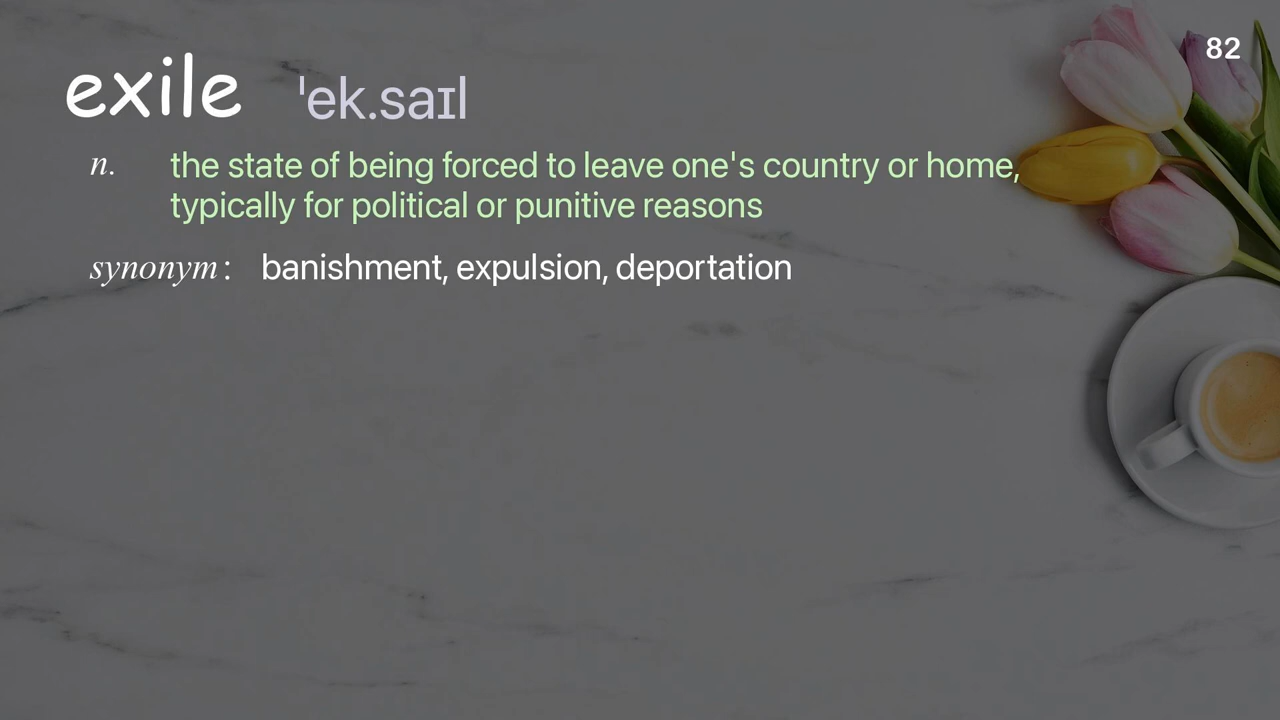 82
exile ˈek.saɪl
n. the state of being forced to leave one's country or home,
typically for political or punitive reasons
synonym: banishment, expulsion, deportation